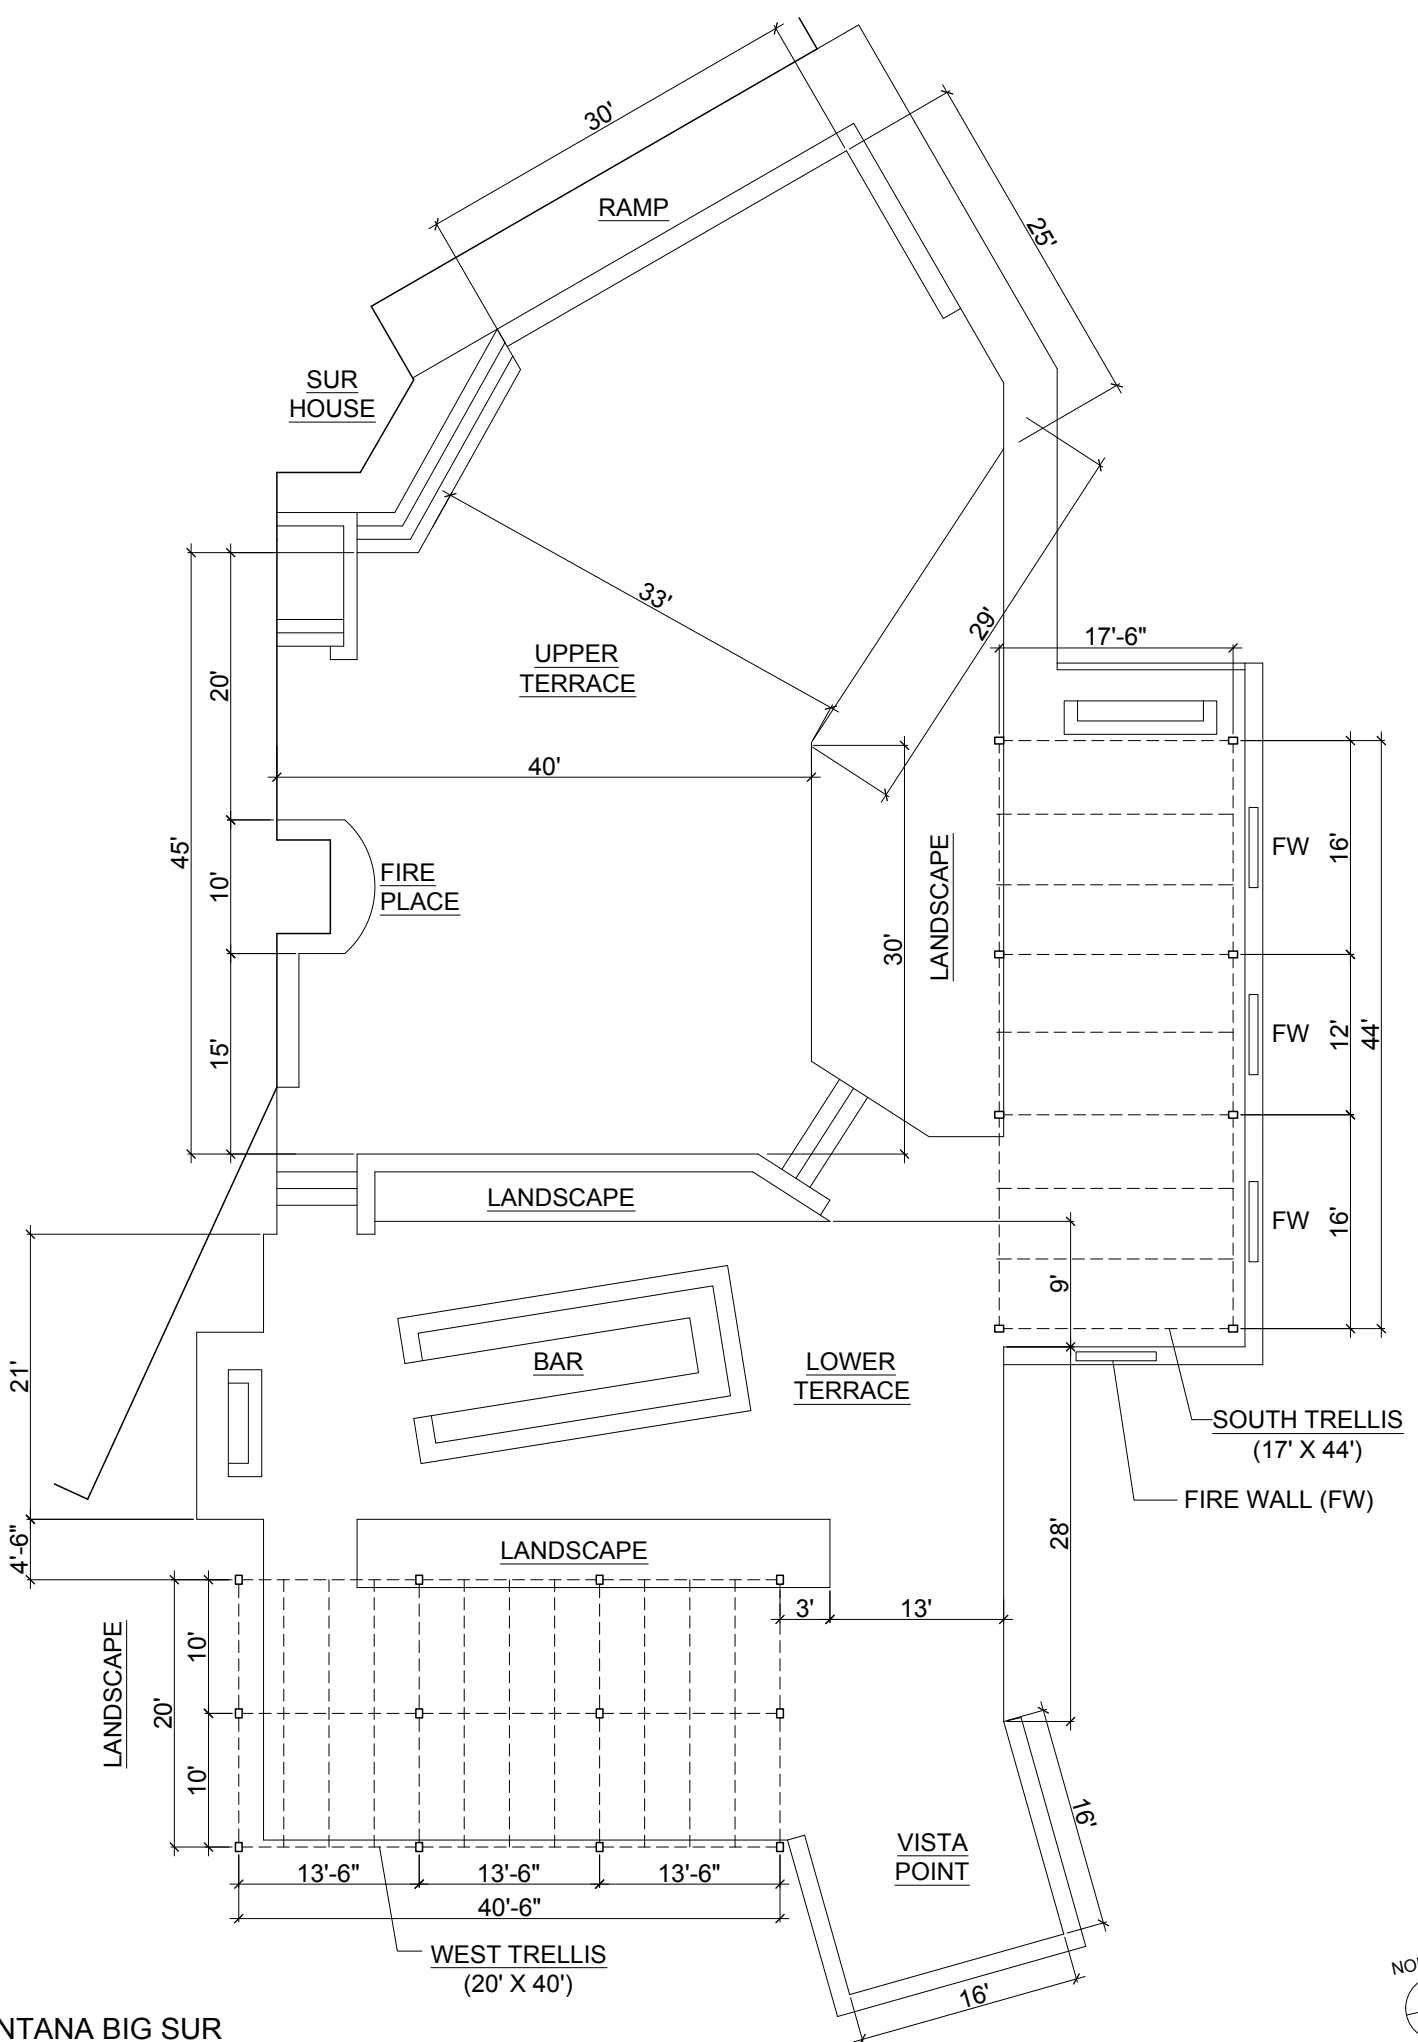 30'
RAMP
25'
SUR
HOUSE
33'
29'
17'-6"
UPPER
TERRACE
20'
40'
45'
10'
FIRE
PLACE
LANDSCAPE
30'
FW
16'
FW
12'
44'
15'
LANDSCAPE
FW
16'
9'
21'
BAR
LOWER
TERRACE
SOUTH TRELLIS
(17' X 44')
FIRE WALL (FW)
28'
4'-6"
LANDSCAPE
3'
13'
LANDSCAPE
10'
20'
10'
16'
VISTA
POINT
13'-6"
13'-6"
13'-6"
40'-6"
WEST TRELLIS
(20' X 40')
16'
NTANA BIG SUR